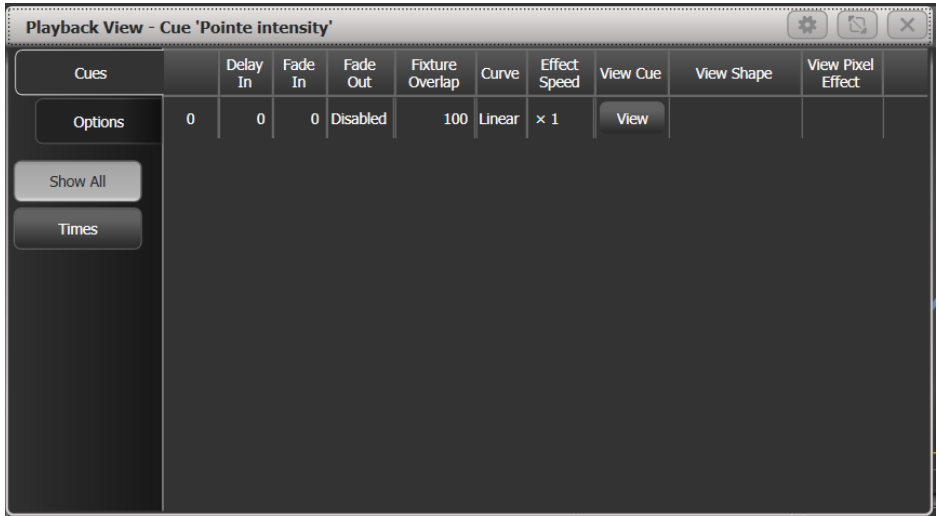 Playback View - Cue 'Pointe intensity'
Cues
Delay In
Fade In
Fade Out
Fixture Overlap
Curve
Effect Speed
View Cue
View Shape
View Pixel Effect
Options
0 0 0 Disabled 100 Linear × 1 View
Show All
Times